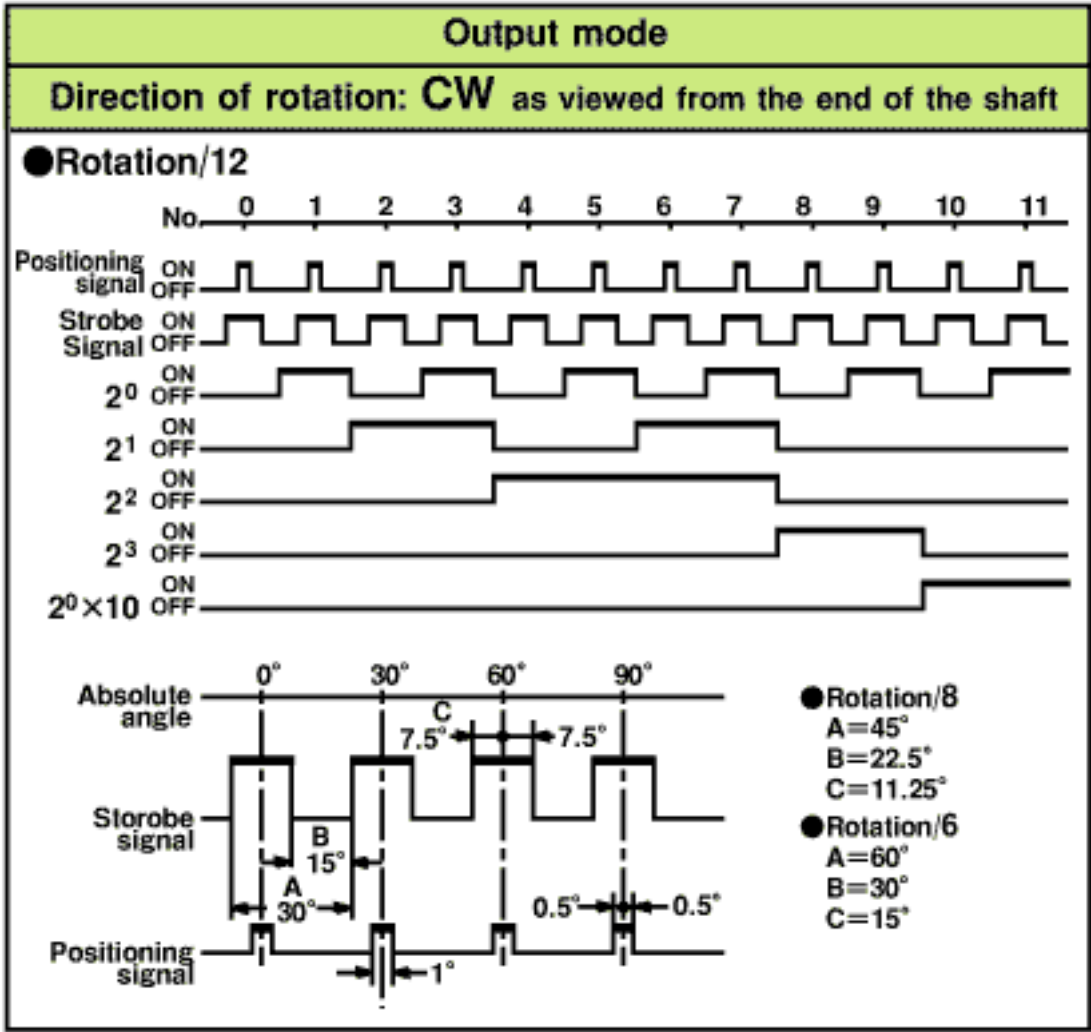 Output mode
Direction of rotation: CW as viewed from the end of the shaft
●Rotation/12
No. 0 1 2 3 4 5 6 7 8 9 10 11
Positioning signal ON OFF
Strobe Signal ON OFF
2⁰ ON OFF
2¹ ON OFF
2² ON OFF
2³ ON OFF
2⁰×10 ON OFF
Absolute angle 0° 30° 60° 90°
C
7.5° 7.5°
Storobe signal
B
15°
A
30°
0.5° 0.5°
Positioning signal
1°
●Rotation/8
A=45°
B=22.5°
C=11.25°
●Rotation/6
A=60°
B=30°
C=15°